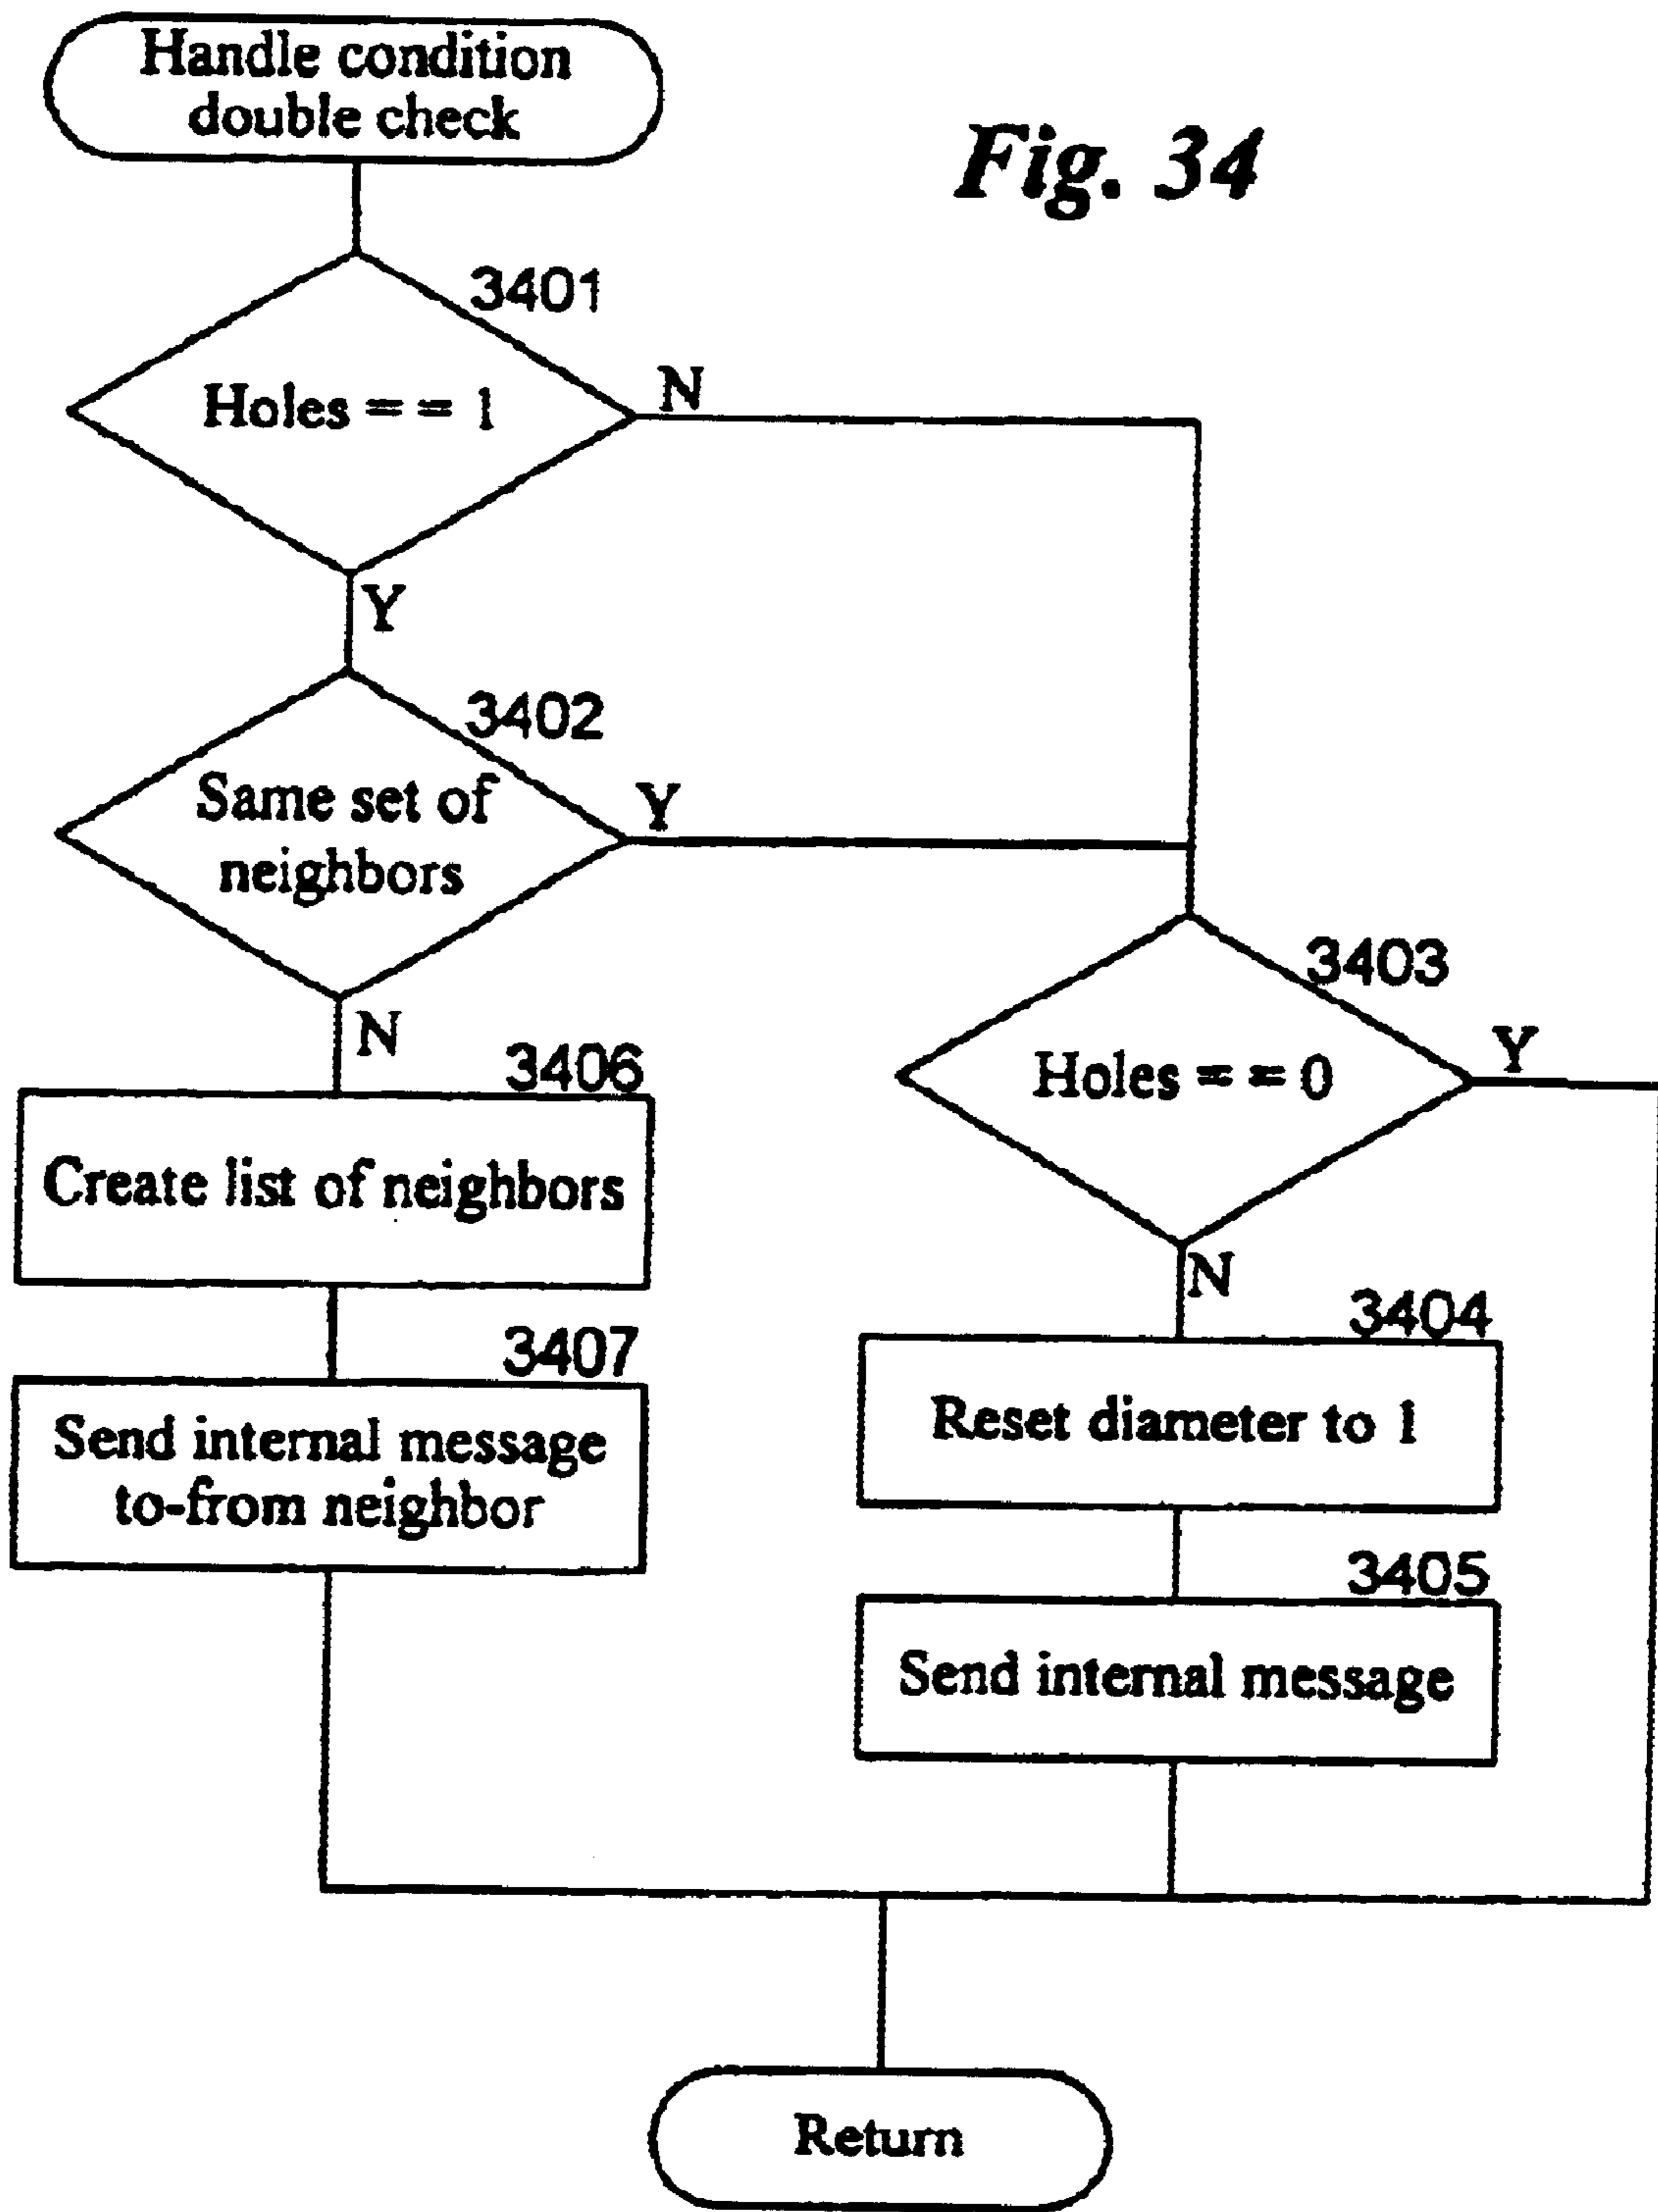 Handle condition
double check
Fig. 34
3401
Holes = = 1
N
Y
3402
Same set of
neighbors
Y
N
3403
Holes = = 0
Y
N
3406
Create list of neighbors
3407
Send internal message
to-from neighbor
3404
Reset diameter to 1
3405
Send internal message
Return